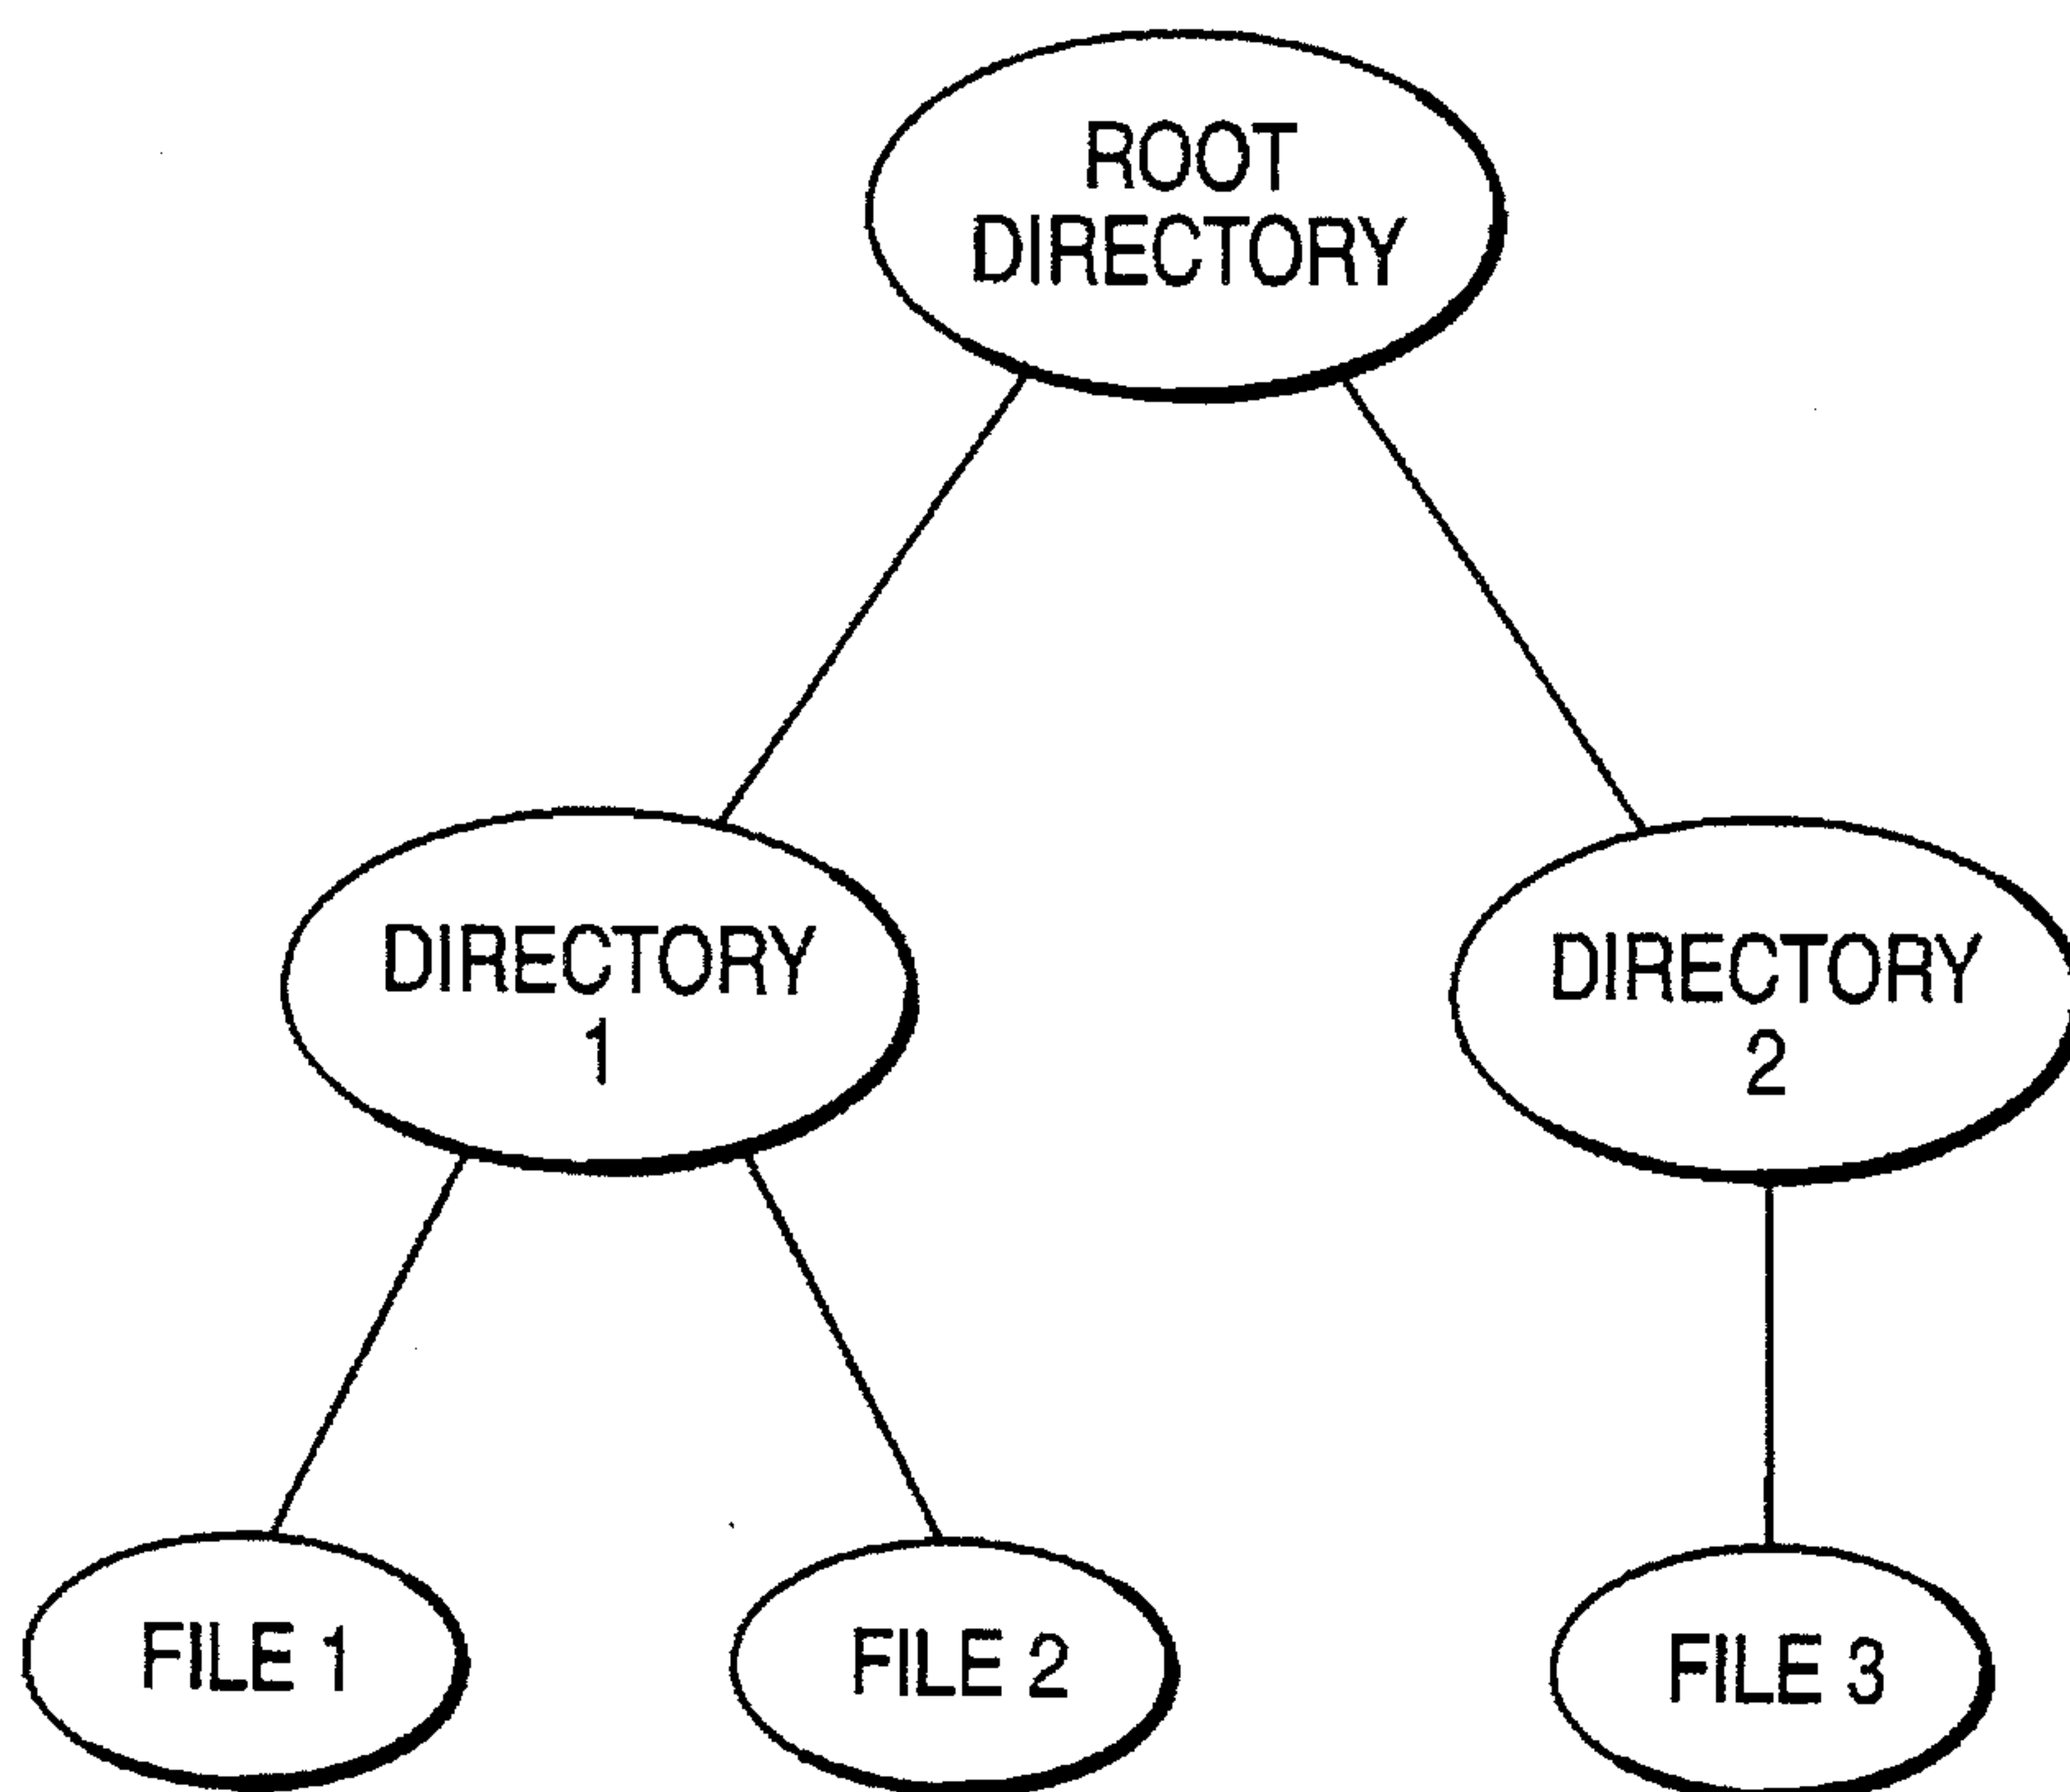 ROOT
DIRECTORY
DIRECTORY
1
DIRECTORY
2
FILE 1
FILE 2
FILE 3